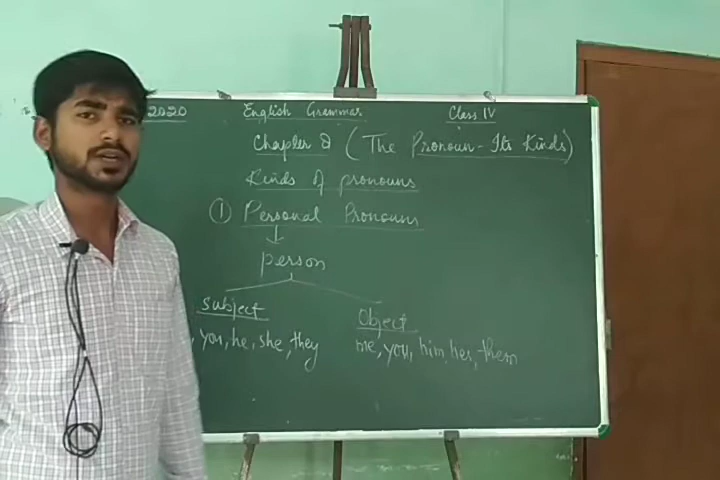 2020 English Grammar Class IV
Chapter 8 (The Pronoun - Its Kinds)
Kinds of pronouns
① Personal Pronouns
↓
person
Subject Object
, you, he, she, they me, you, him, her, them